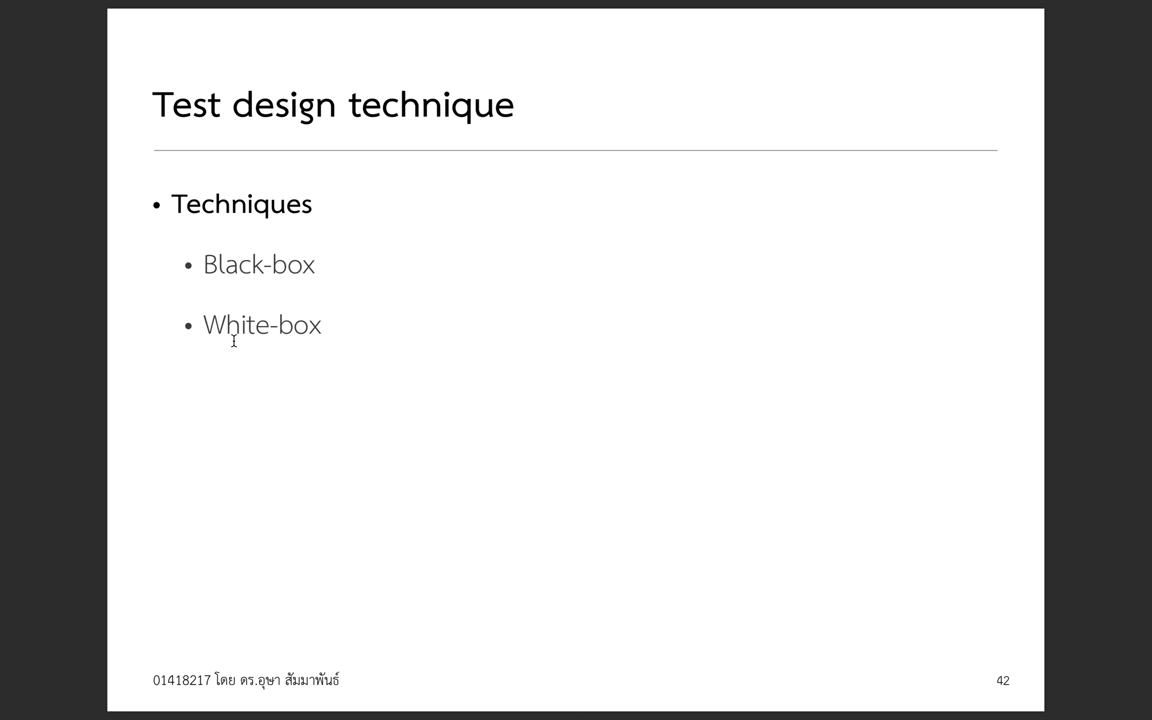 Test design technique
• Techniques
• Black-box
• White-box
01418217 โดย ดร.อุษา สัมมาพันธ์
42